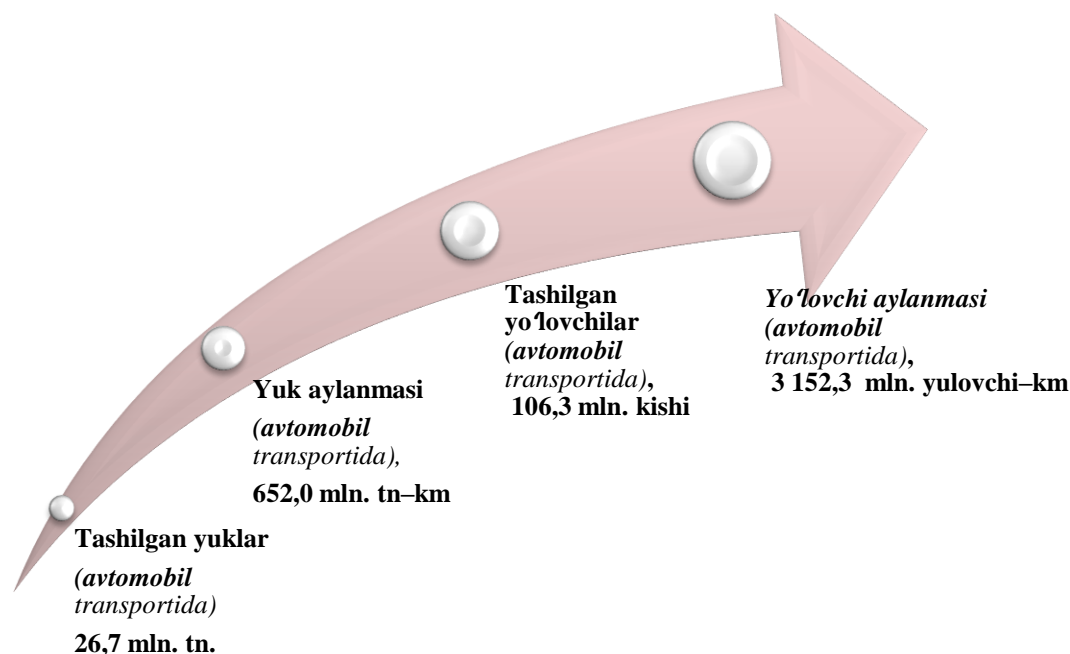 Tashilgan yuklar
(avtomobil
transportida)
26,7 mln. tn.
Yuk aylanmasi
(avtomobil
transportida),
652,0 mln. tn–km
Tashilgan
yo‘lovchilar
(avtomobil
transportida),
106,3 mln. kishi
Yo‘lovchi aylanmasi
(avtomobil
transportida),
3 152,3 mln. yulovchi–km